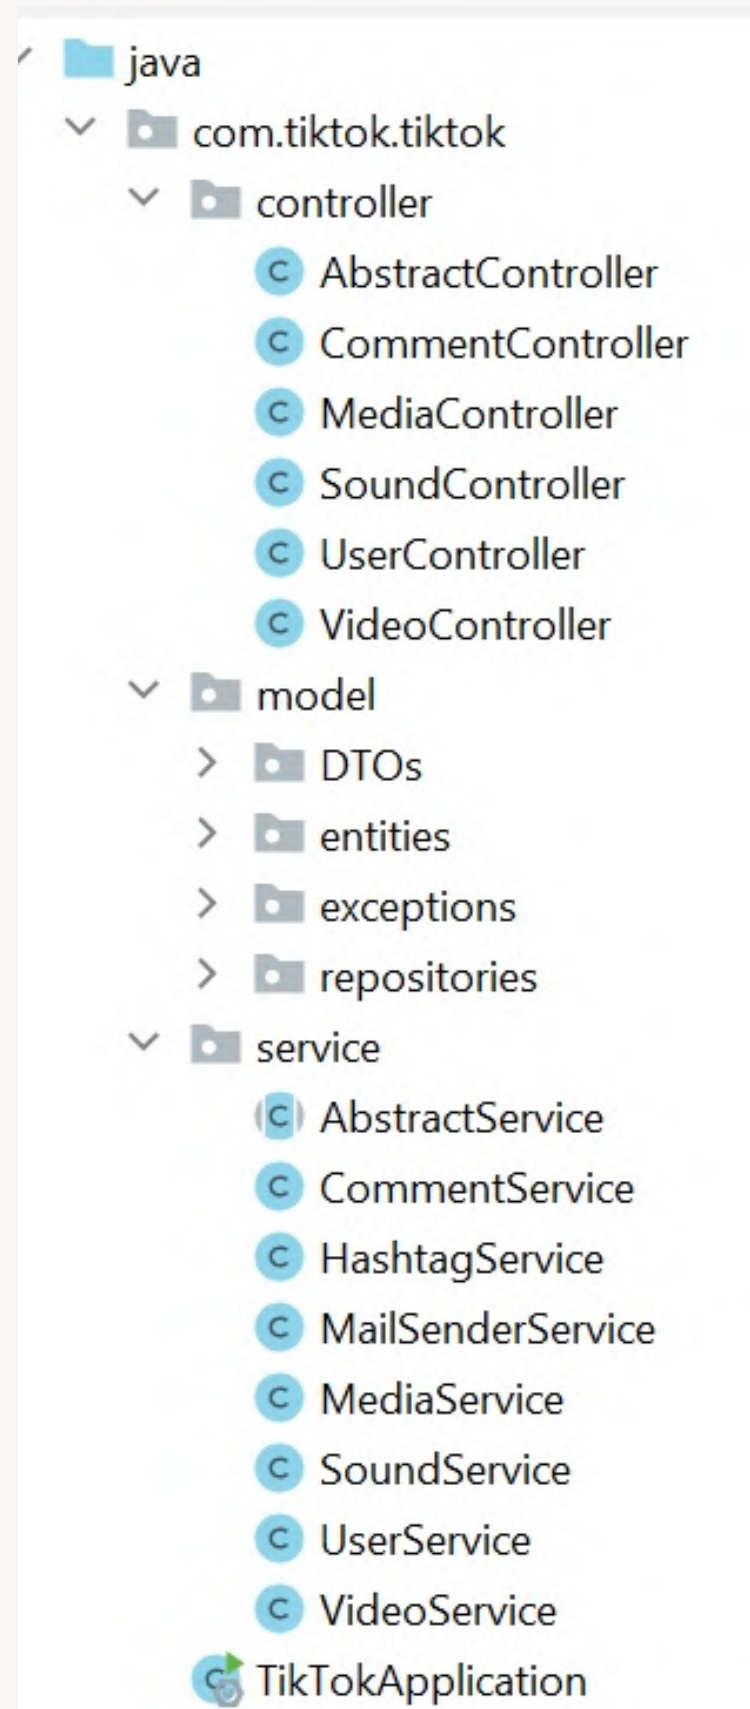 java
com.tiktok.tiktok
controller
C AbstractController
C CommentController
C MediaController
C SoundController
C UserController
C VideoController
model
DTOs
entities
exceptions
repositories
service
C AbstractService
C CommentService
C HashtagService
C MailSenderService
C MediaService
C SoundService
C UserService
C VideoService
C TikTokApplication